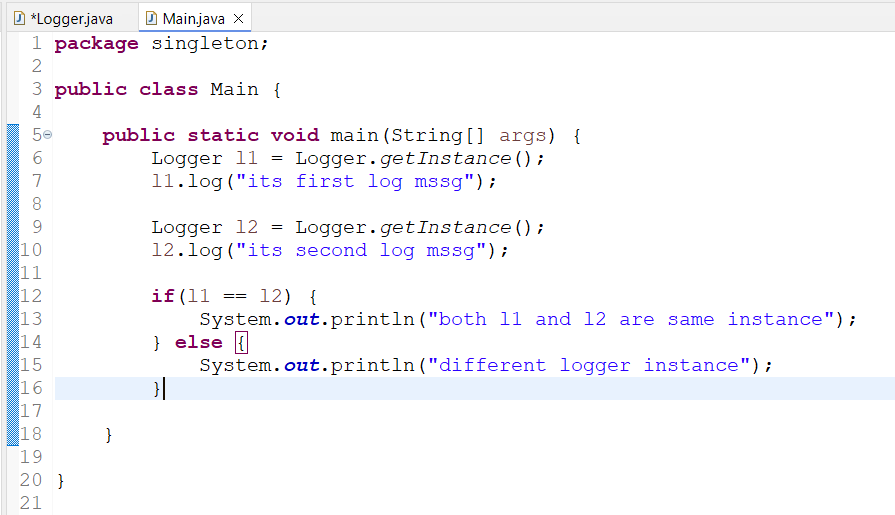 *Logger.java Main.java
1 package singleton;
2
3 public class Main {
4
5 public static void main(String[] args) {
6 Logger l1 = Logger.getInstance();
7 l1.log("its first log mssg");
8
9 Logger l2 = Logger.getInstance();
10 l2.log("its second log mssg");
11
12 if(l1 == l2) {
13 System.out.println("both l1 and l2 are same instance");
14 } else {
15 System.out.println("different logger instance");
16 }
17
18 }
19
20 }
21